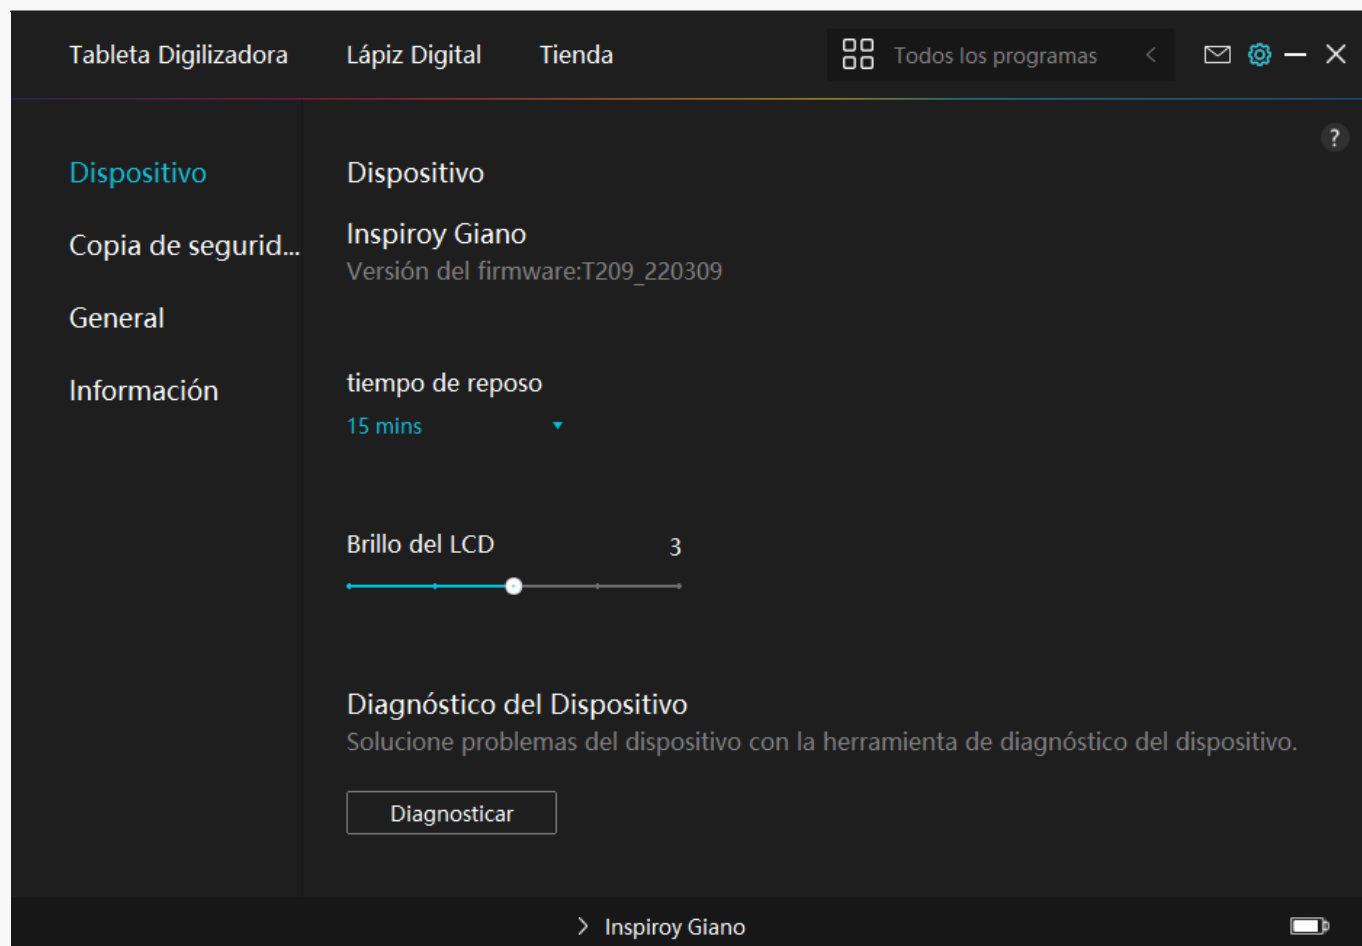 Tableta Digilizadora
Lápiz Digital
Tienda
Todos los programas
?
Dispositivo
Copia de segurid...
General
Información
Dispositivo
Inspiroy Giano
Versión del firmware:T209_220309
tiempo de reposo
15 mins
Brillo del LCD
3
Diagnóstico del Dispositivo
Solucione problemas del dispositivo con la herramienta de diagnóstico del dispositivo.
Diagnosticar
Inspiroy Giano